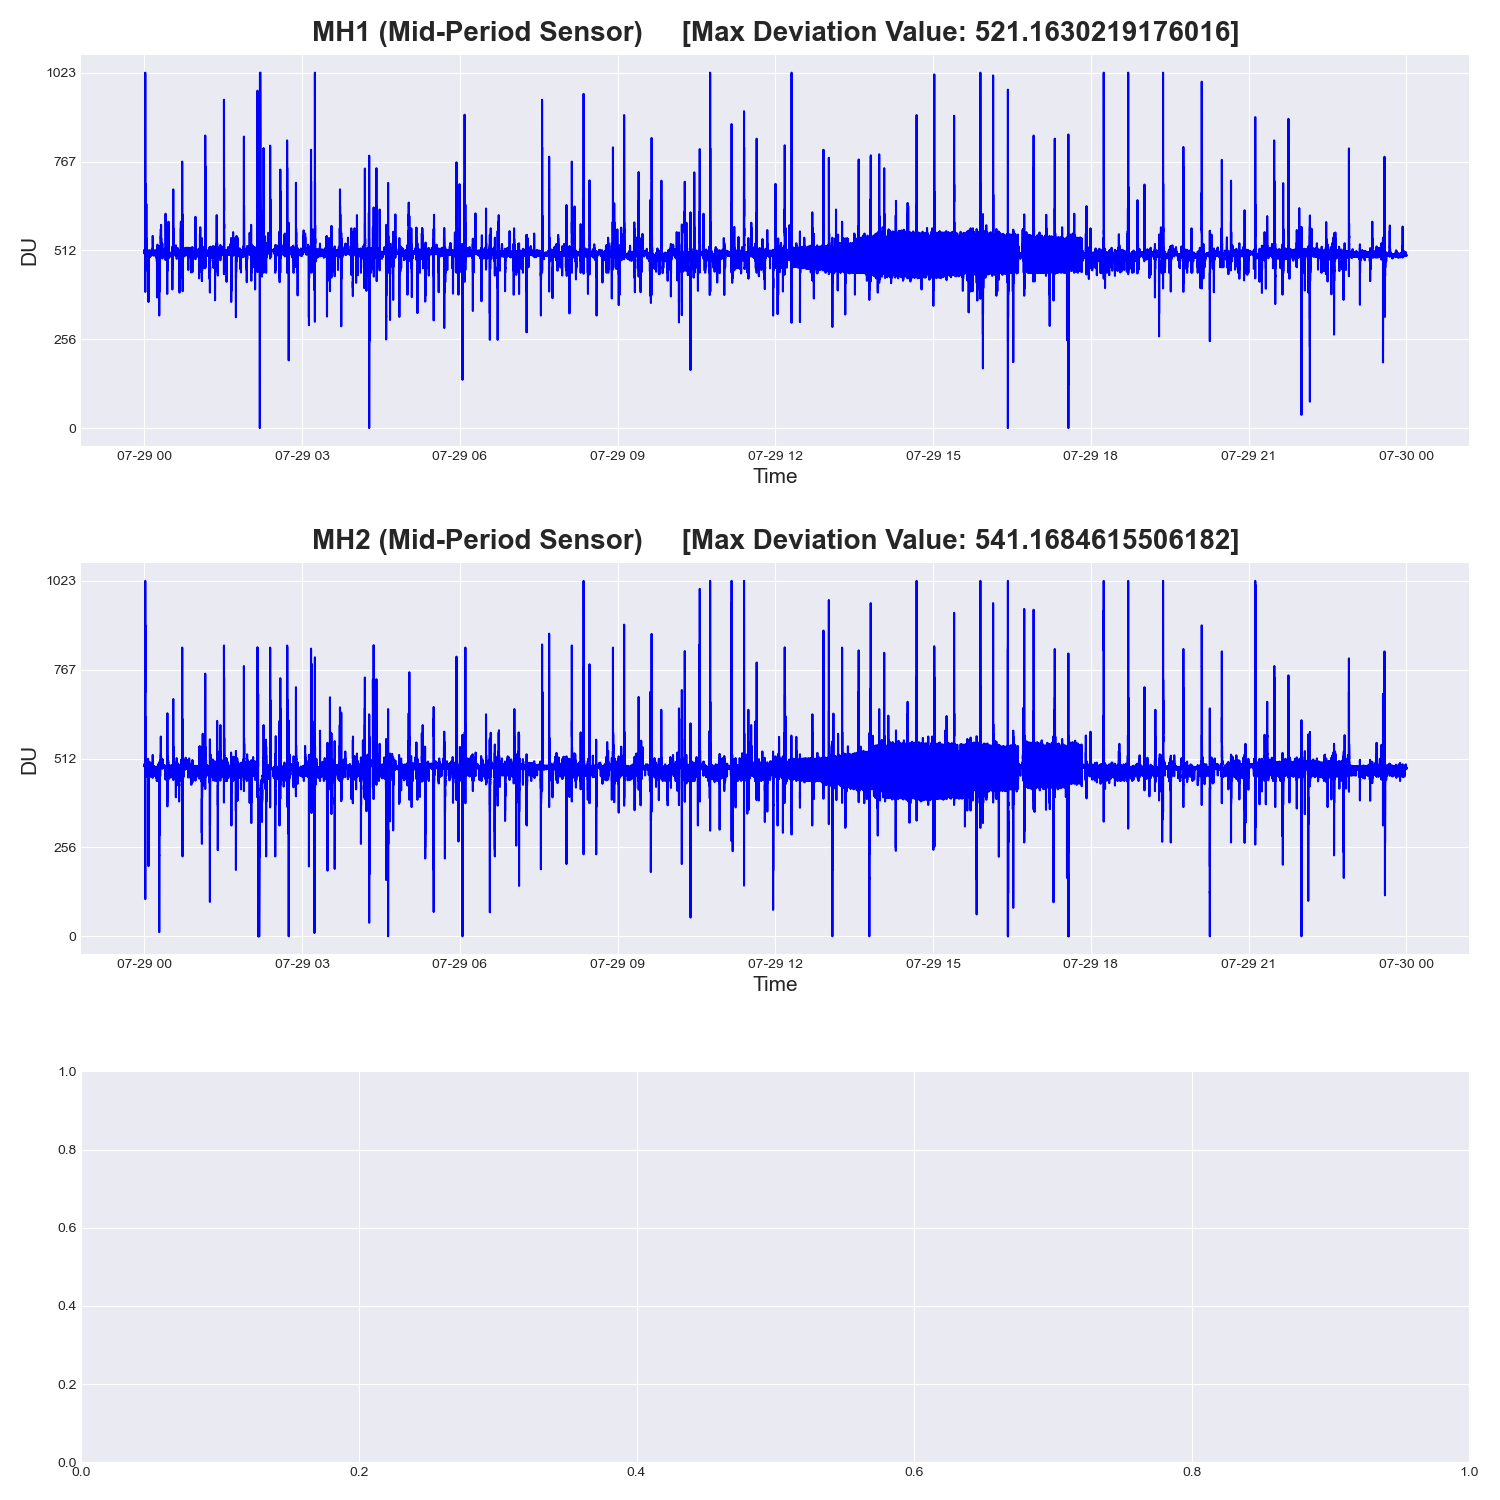 MH1 (Mid-Period Sensor) [Max Deviation Value: 521.1630219176016]
1023
767
512
256
0
DU
07-29 00 07-29 03 07-29 06 07-29 09 07-29 12 07-29 15 07-29 18 07-29 21 07-30 00
Time
MH2 (Mid-Period Sensor) [Max Deviation Value: 541.1684615506182]
1023
767
512
256
0
DU
07-29 00 07-29 03 07-29 06 07-29 09 07-29 12 07-29 15 07-29 18 07-29 21 07-30 00
Time
1.0
0.8
0.6
0.4
0.2
0.0
0.0 0.2 0.4 0.6 0.8 1.0